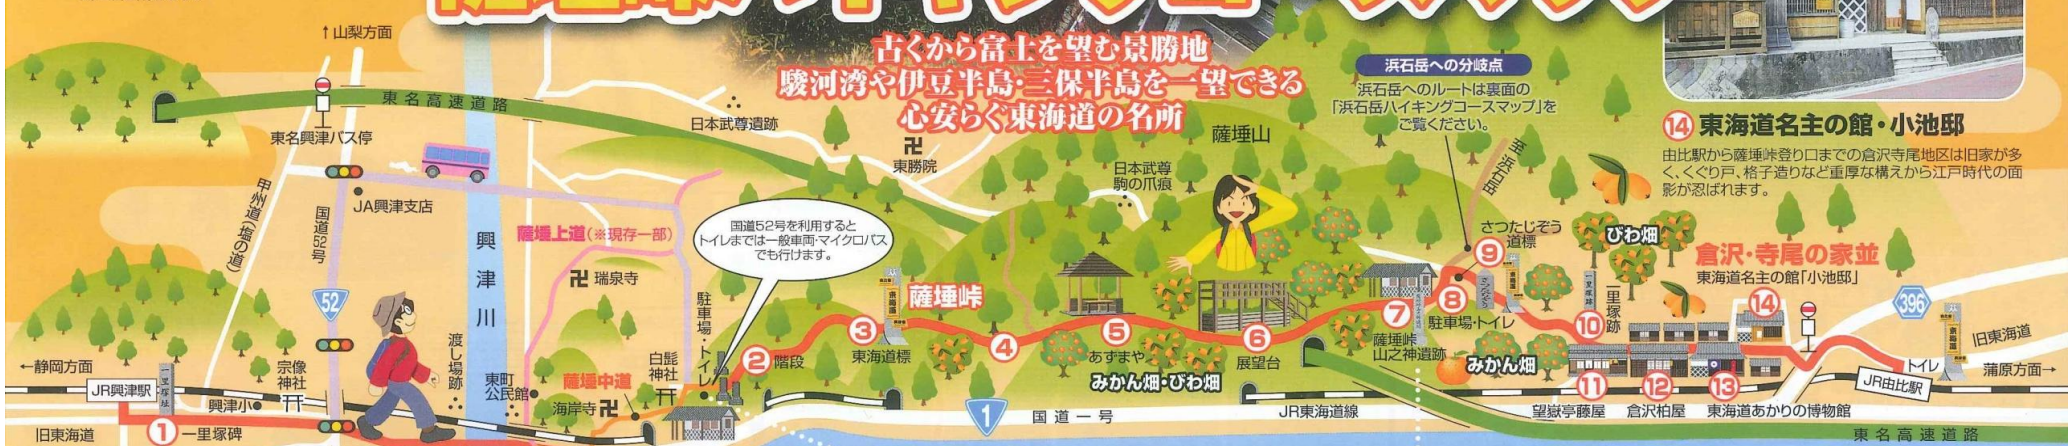 古くから富士を望む景勝地
駿河湾や伊豆半島・三保半島を一望できる
心安らぐ東海道の名所
浜石岳への分岐点
浜石岳へのルートは裏面の
「浜石岳ハイキングコースマップ」を
ご覧ください。
⑭ 東海道名主の館・小池邸
由比駅から薩埵峠登り口までの倉沢寺尾地区は旧家が多
く、くぐり戸、格子造りなど重厚な構えから江戸時代の面
影が忍ばれます。
↑山梨方面
東名高速道路
東名興津バス停
日本武尊遺跡
卍
東勝院
薩埵山
日本武尊
駒の爪痕
至浜石岳
甲州道(塩の道)
国道52号
JA興津支店
興津川
薩埵上道(※現存一部)
卍 瑞泉寺
国道52号を利用すると
トイレまでは一般車両・マイクロバス
でも行けます。
さつたじぞう
道標
びわ畑
倉沢・寺尾の家並
東海道名主の館「小池邸」
52
渡し場跡
駐車場・トイレ
②階段
③
東海道標
東海道
薩埵峠
④
⑤
あずまや
みかん畑・びわ畑
⑥
展望台
⑦
薩埵峠
山之神遺跡
⑧
駐車場・トイレ
⑨
東海道
⑩
一里塚跡
一里塚跡
みかん畑
⑭
396
東海道
旧東海道
トイレ
蒲原方面→
←静岡方面
JR興津駅
一里塚址
興津小
宗像
神社
東町
公民館
薩埵中道
卍
海岸寺
白髭
神社
旧東海道
① 一里塚碑
1
国道一号
JR東海道線
⑪
望嶽亭藤屋
⑫
倉沢柏屋
⑬
東海道あかりの博物館
JR由比駅
東名高速道路